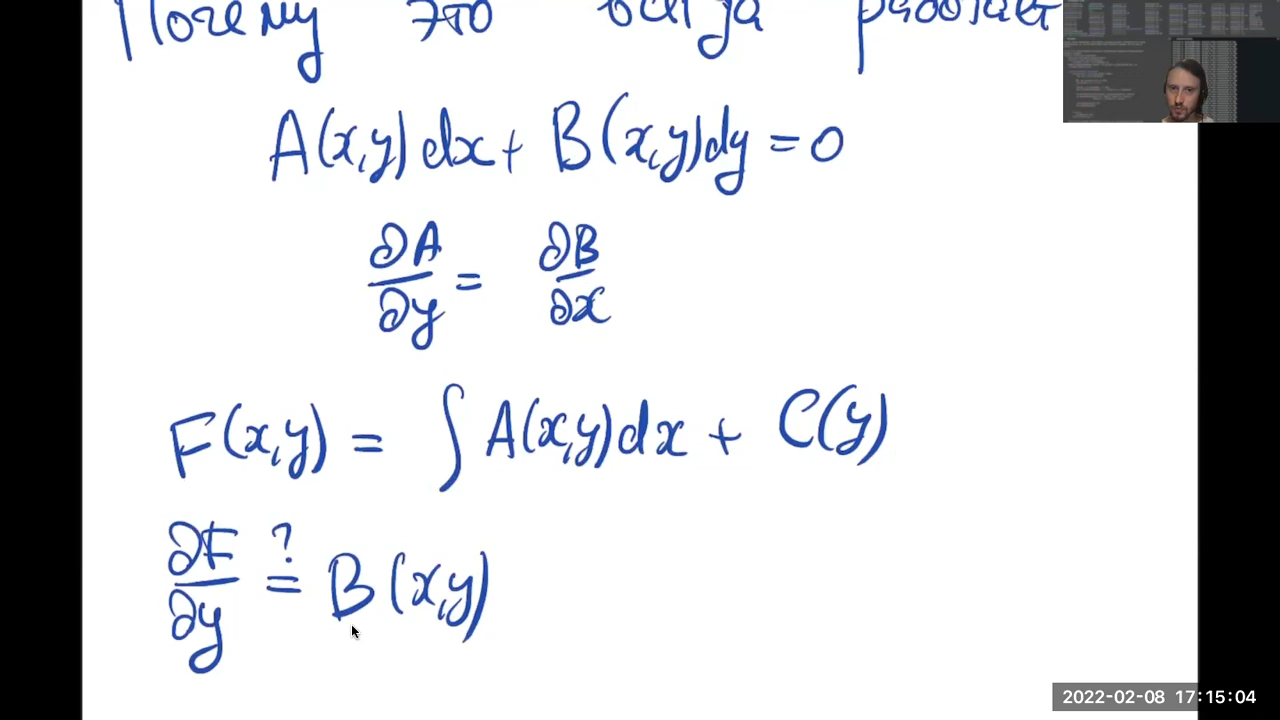 Почему это всегда работает
A(x,y)dx + B(x,y)dy = 0
∂A/∂y = ∂B/∂x
F(x,y) = ∫ A(x,y)dx + C(y)
∂F/∂y ?= B(x,y)
2022-02-08 17:15:04